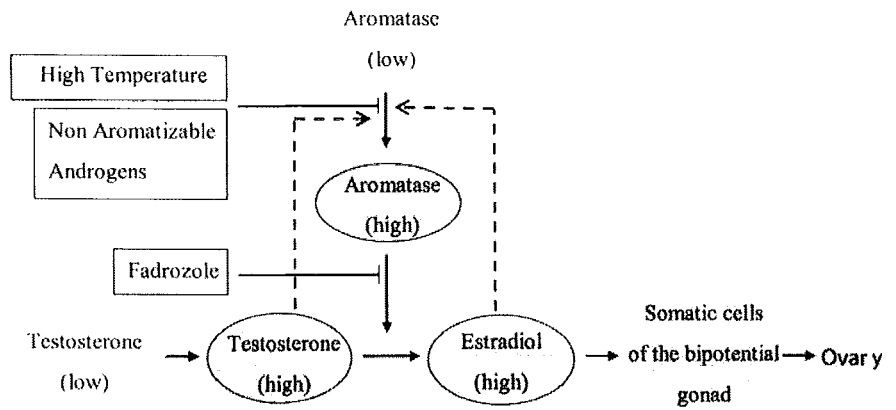 Aromatase
(low)
High Temperature
Non Aromatizable
Androgens
Aromatase
(high)
Fadrozole
Testosterone
(low)
Testosterone
(high)
Estradiol
(high)
Somatic cells
of the bipotential
gonad
Ovary